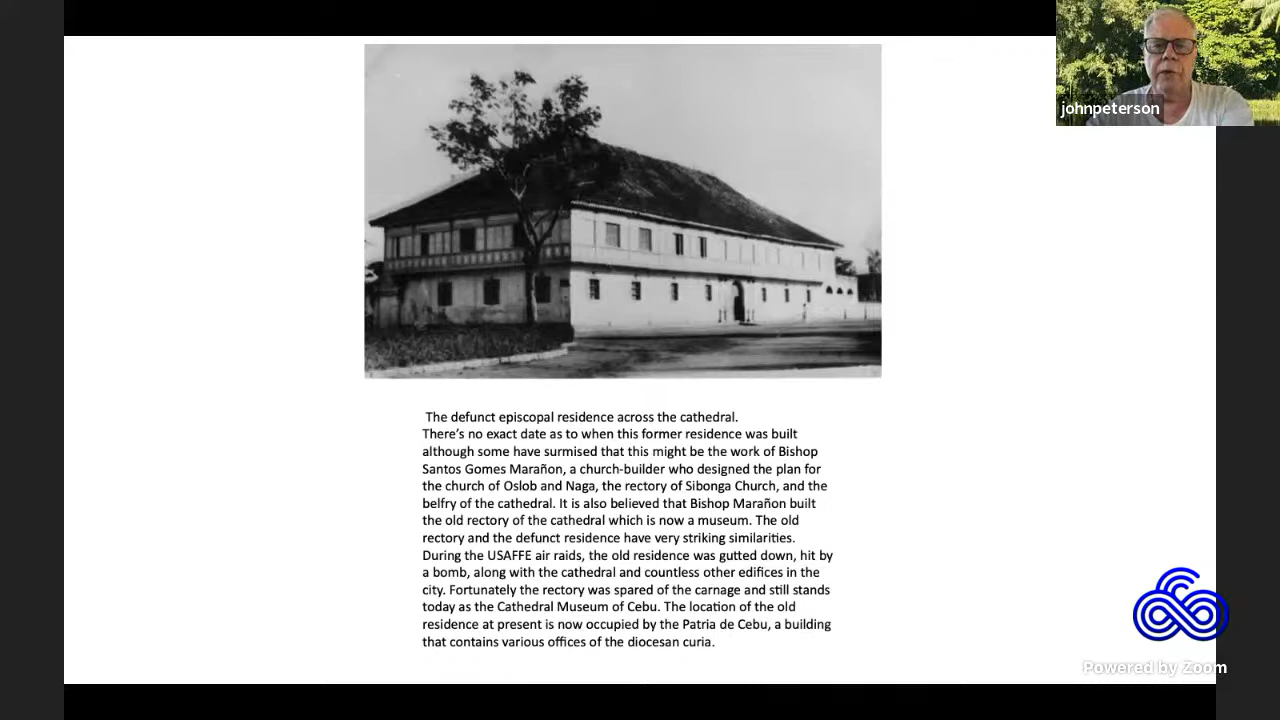 johnpeterson
The defunct episcopal residence across the cathedral.
There's no exact date as to when this former residence was built
although some have surmised that this might be the work of Bishop
Santos Gomes Marañon, a church-builder who designed the plan for
the church of Oslob and Naga, the rectory of Sibonga Church, and the
belfry of the cathedral. It is also believed that Bishop Marañon built
the old rectory of the cathedral which is now a museum. The old
rectory and the defunct residence have very striking similarities.
During the USAFFE air raids, the old residence was gutted down, hit by
a bomb, along with the cathedral and countless other edifices in the
city. Fortunately the rectory was spared of the carnage and still stands
today as the Cathedral Museum of Cebu. The location of the old
residence at present is now occupied by the Patria de Cebu, a building
that contains various offices of the diocesan curia.
Powered by Zoom